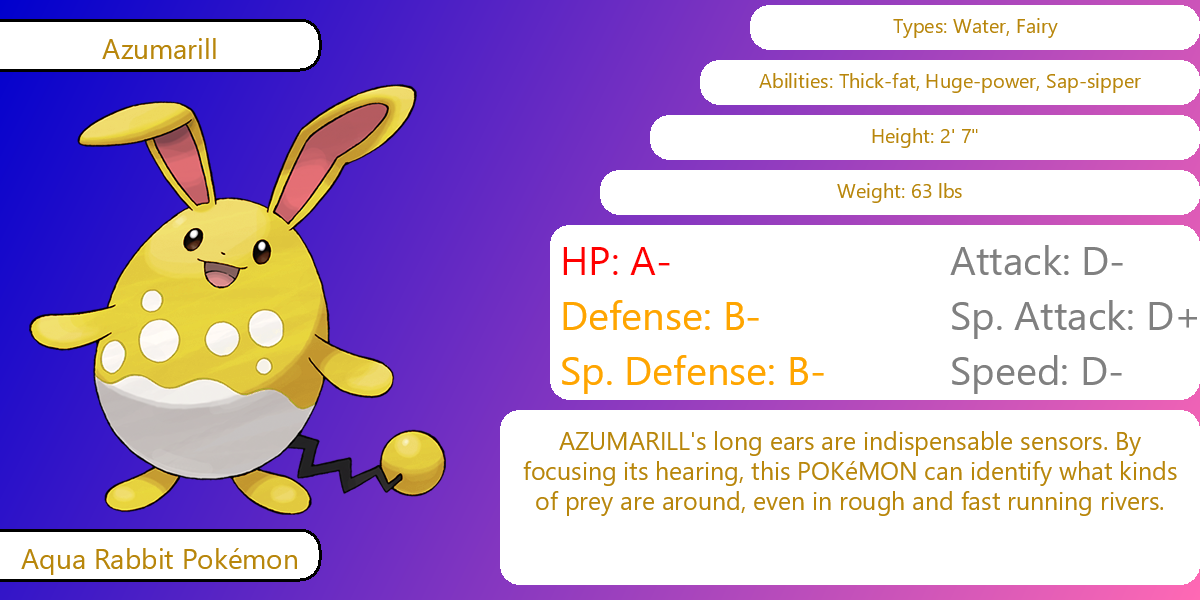 Azumarill
Types: Water, Fairy
Abilities: Thick-fat, Huge-power, Sap-sipper
Height: 2' 7"
Weight: 63 lbs
HP: A-
Attack: D-
Defense: B-
Sp. Attack: D+
Sp. Defense: B-
Speed: D-
AZUMARILL's long ears are indispensable sensors. By
focusing its hearing, this POKéMON can identify what kinds
of prey are around, even in rough and fast running rivers.
Aqua Rabbit Pokémon